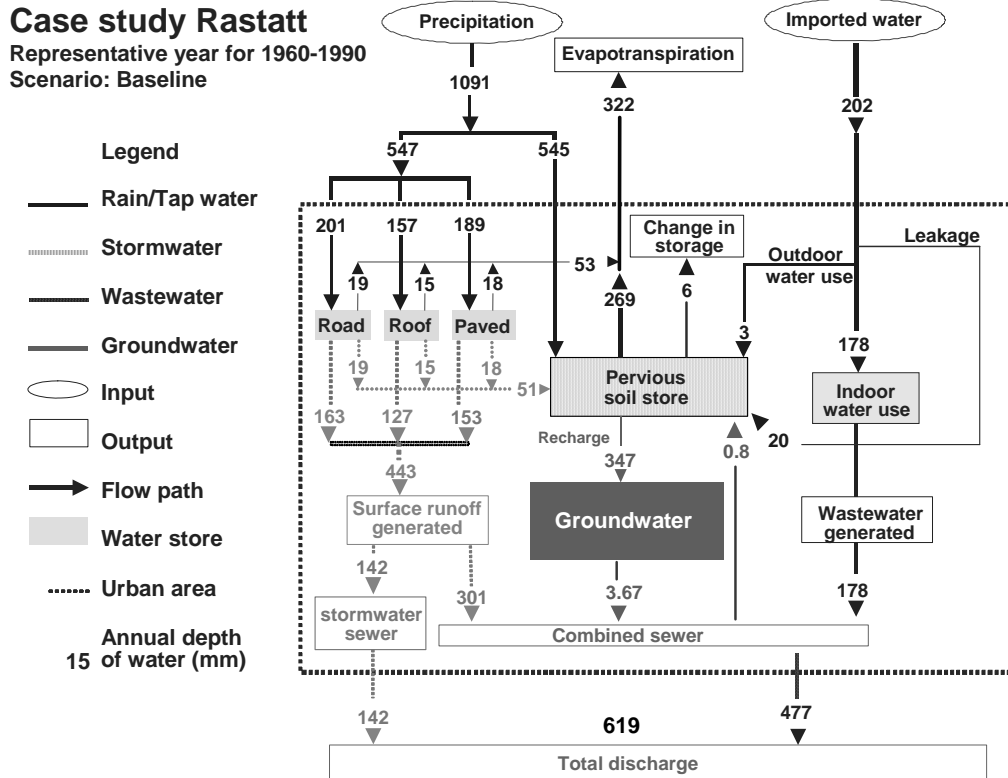 Case study Rastatt
Representative year for 1960-1990
Scenario: Baseline
Precipitation
Imported water
Evapotranspiration
1091
322
202
Legend
547
545
Rain/Tap water
Stormwater
Wastewater
Groundwater
Input
Output
Flow path
Water store
Urban area
15
Annual depth
of water (mm)
201
157
189
Change in
storage
Leakage
Outdoor
water use
53
19
15
18
269
6
Road
Roof
Paved
3
178
19
15
18
51
Pervious
soil store
Indoor
water use
163
127
153
Recharge
20
0.8
443
347
Surface runoff
generated
Groundwater
Wastewater
generated
142
301
3.67
178
stormwater
sewer
Combined sewer
142
619
477
Total discharge